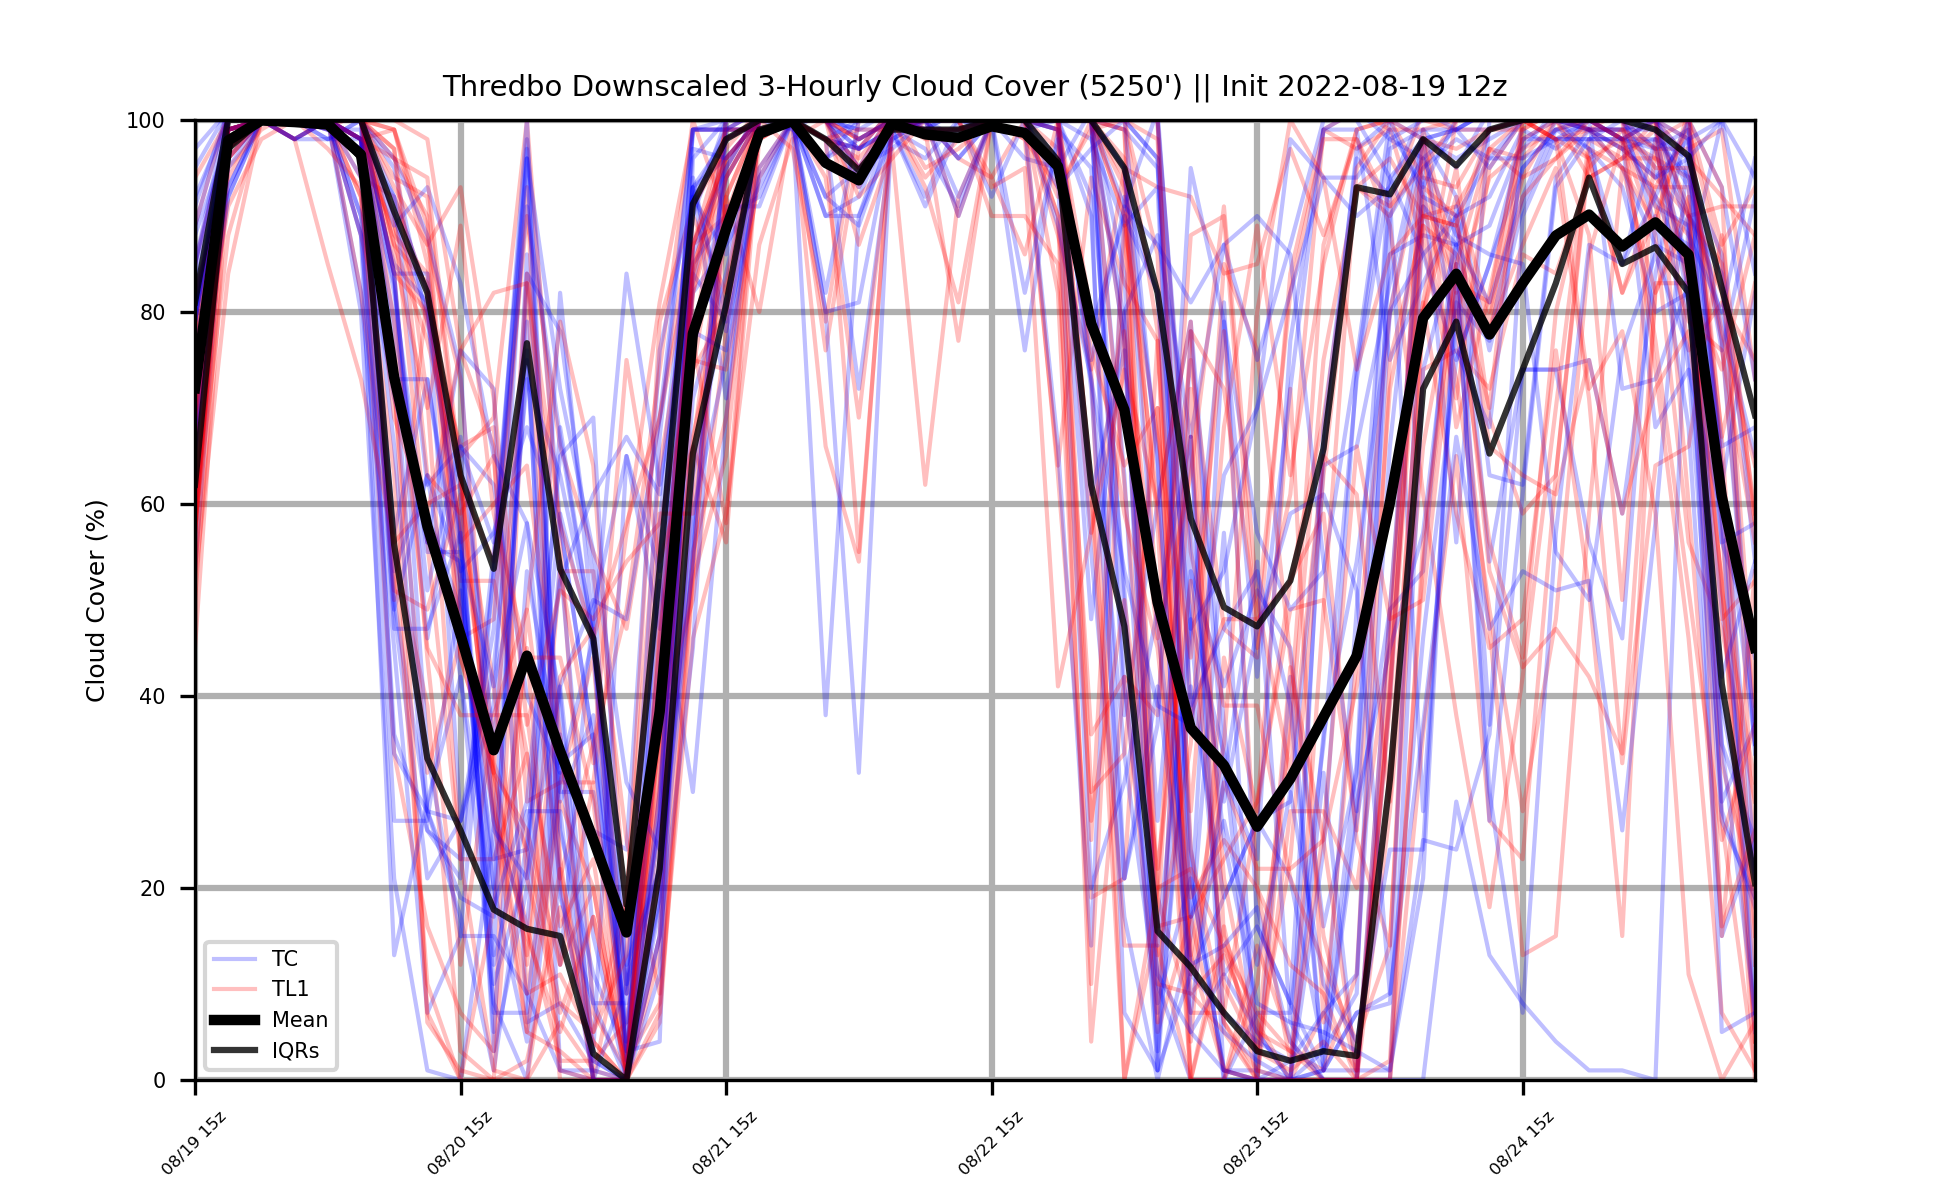 Thredbo Downscaled 3-Hourly Cloud Cover (5250') || Init 2022-08-19 12z
Cloud Cover (%)
100
80
60
40
20
0
TC
TL1
Mean
IQRs
08/19 15z
08/20 15z
08/21 15z
08/22 15z
08/23 15z
08/24 15z